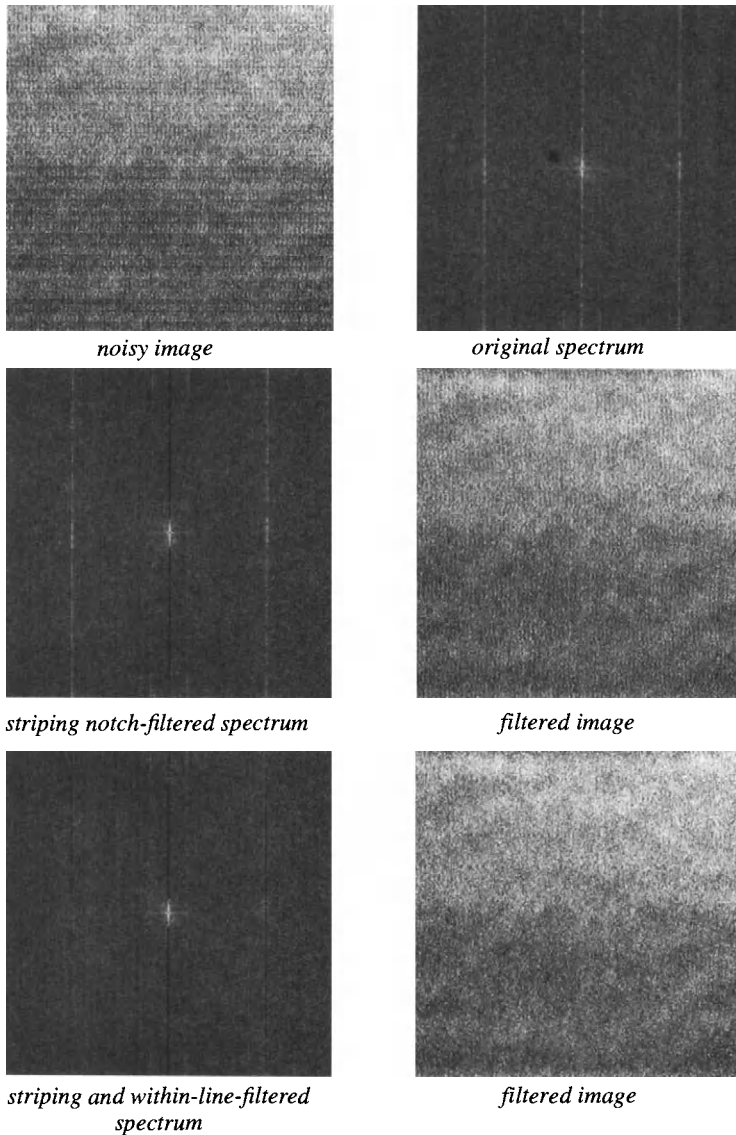 noisy image
original spectrum
striping notch-filtered spectrum
filtered image
striping and within-line-filtered
spectrum
filtered image